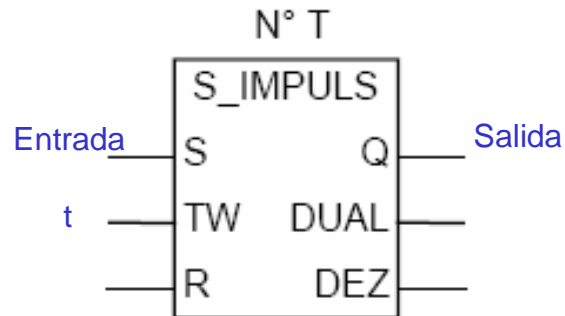 N° T
S_IMPULS
Entrada S Q Salida
t TW DUAL
R DEZ